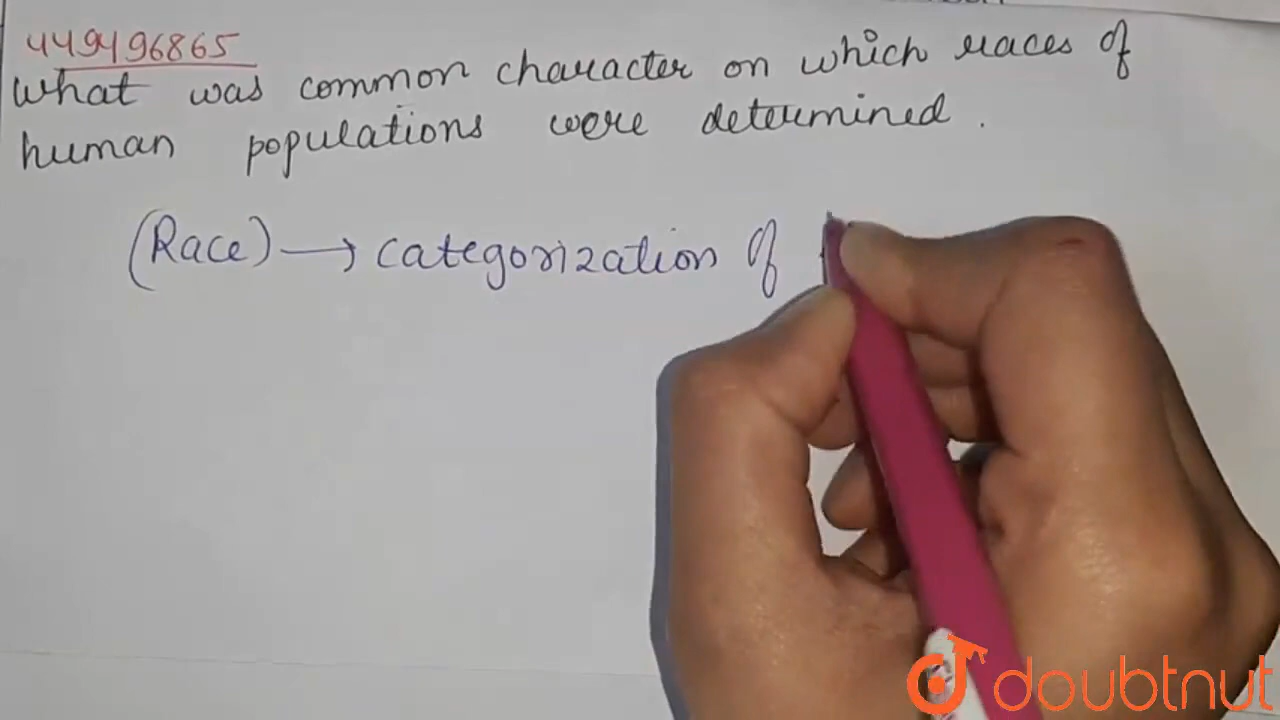 449496865
What was common character on which races of
human populations were determined.
(Race) → categorization of
doubtnut